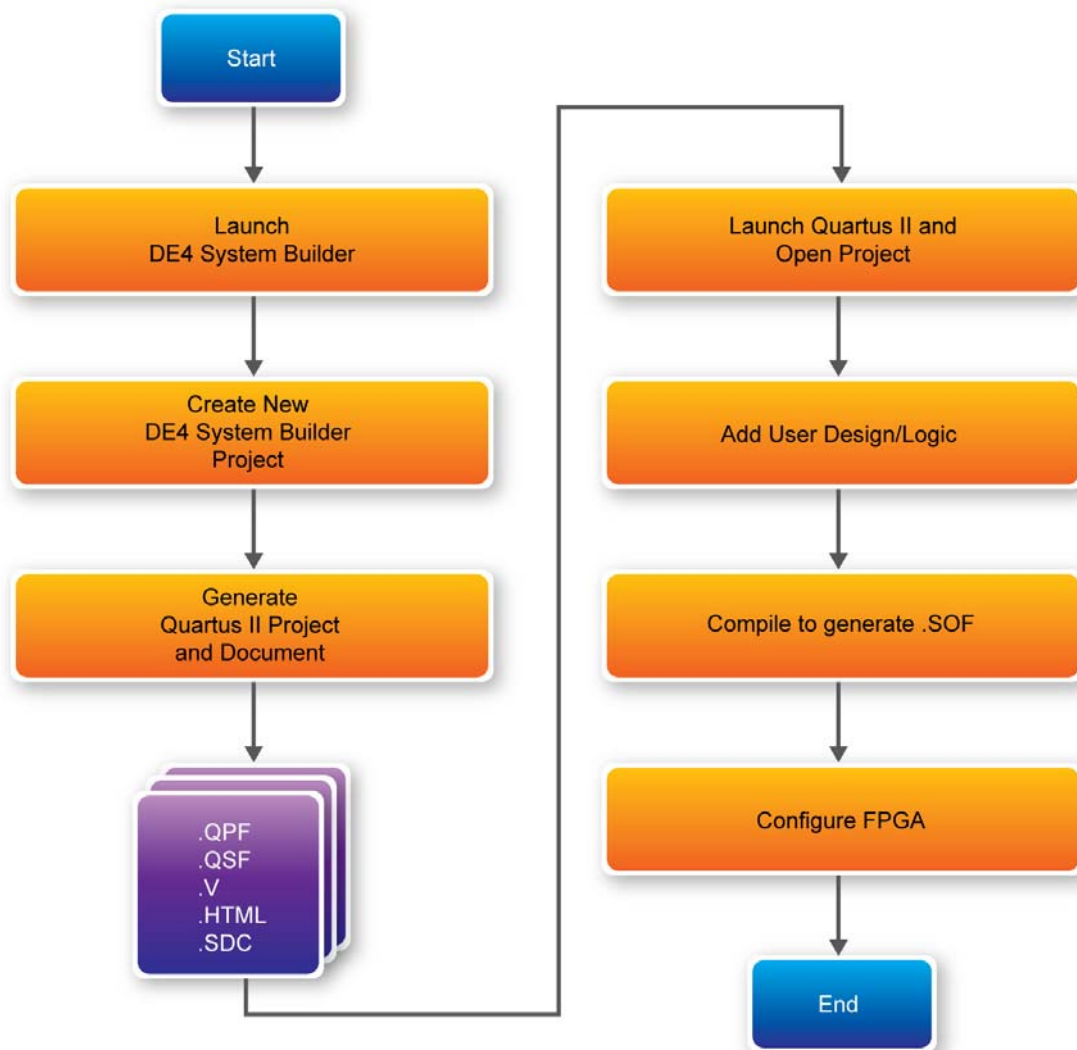 Start
Launch
DE4 System Builder
Create New
DE4 System Builder
Project
Generate
Quartus II Project
and Document
.QPF
.QSF
.V
.HTML
.SDC
Launch Quartus II and
Open Project
Add User Design/Logic
Compile to generate .SOF
Configure FPGA
End